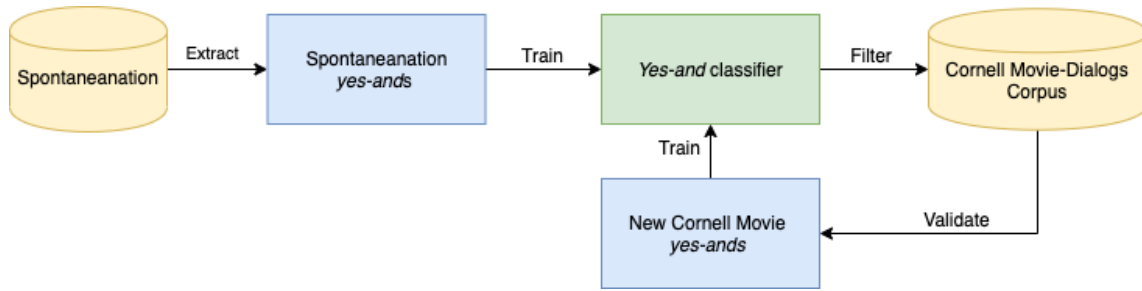 Spontaneanation
Extract
Spontaneanation
yes-ands
Train
Yes-and classifier
Filter
Cornell Movie-Dialogs
Corpus
Train
New Cornell Movie
yes-ands
Validate